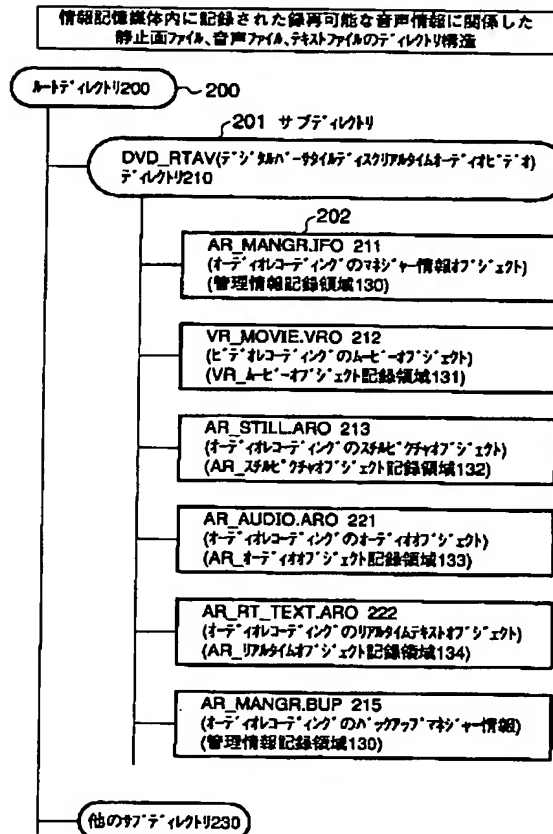 情報記憶媒体内に記録された録再可能な音声情報に関係した
静止画ファイル、音声ファイル、テキストファイルのディレクトリ構造
ルートディレクトリ200
200
201 サブディレクトリ
DVD_RTAV(デジタルバーサタイルディスクリアルタイムオーディオビデオ)
ディレクトリ210
202
AR_MANGR.IFO 211
(オーディオレコーディングのマネジャー情報オブジェクト)
(管理情報記録領域130)
VR_MOVIE.VRO 212
(ビデオレコーディングのムービーオブジェクト)
(VR_ムービーオブジェクト記録領域131)
AR_STILL.ARO 213
(オーディオレコーディングのスチルピクチャオブジェクト)
(AR_スチルピクチャオブジェクト記録領域132)
AR_AUDIO.ARO 221
(オーディオレコーディングのオーディオオブジェクト)
(AR_オーディオオブジェクト記録領域133)
AR_RT_TEXT.ARO 222
(オーディオレコーディングのリアルタイムテキストオブジェクト)
(AR_リアルタイムオブジェクト記録領域134)
AR_MANGR.BUP 215
(オーディオレコーディングのバックアップマネジャー情報)
(管理情報記録領域130)
他のサブディレクトリ230